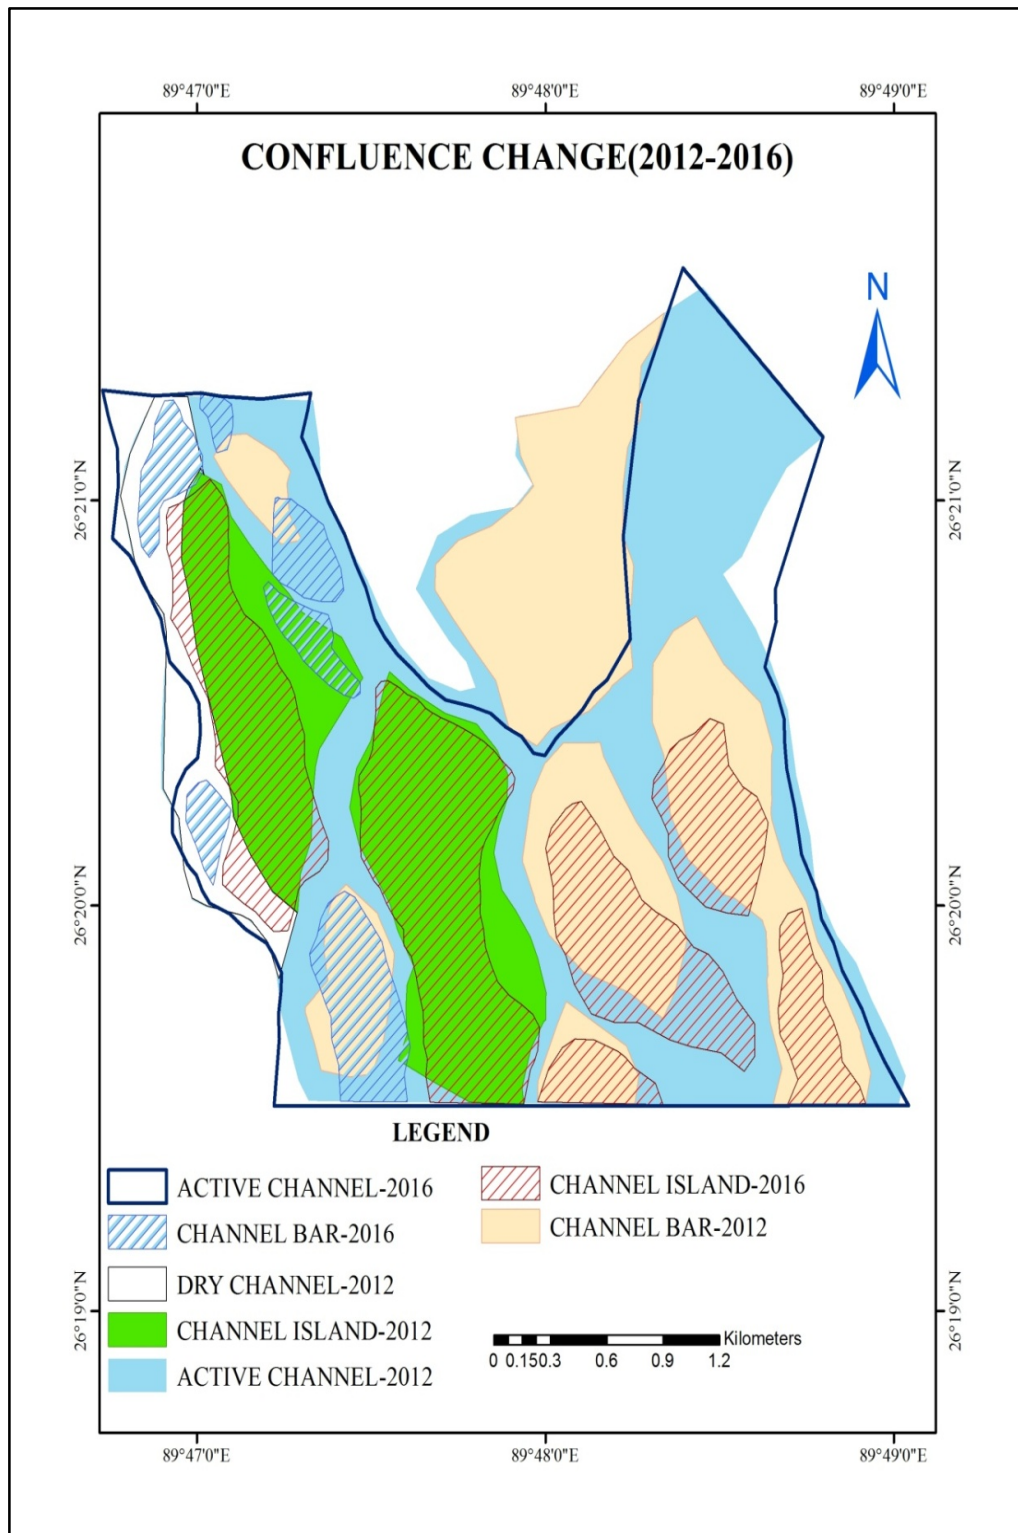 89°47'0"E 89°48'0"E 89°49'0"E
CONFLUENCE CHANGE(2012-2016)
N
26°21'0"N 26°21'0"N
26°20'0"N 26°20'0"N
LEGEND
ACTIVE CHANNEL-2016
CHANNEL BAR-2016
DRY CHANNEL-2012
CHANNEL ISLAND-2012
ACTIVE CHANNEL-2012
CHANNEL ISLAND-2016
CHANNEL BAR-2012
26°19'0"N 26°19'0"N
Kilometers
0 0.15 0.3 0.6 0.9 1.2
89°47'0"E 89°48'0"E 89°49'0"E